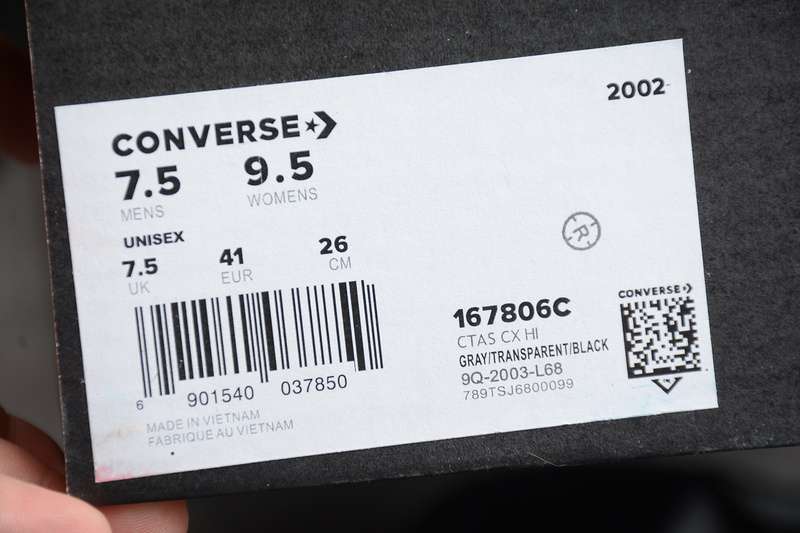 2002
CONVERSE
7.5 9.5
MENS WOMENS
UNISEX
7.5 41 26
UK EUR CM
6 901540 037850
MADE IN VIETNAM
FABRIQUE AU VIETNAM
R
167806C
CTAS CX HI
GRAY/TRANSPARENT/BLACK
9Q-2003-L68
789TSJ6800099
CONVERSE